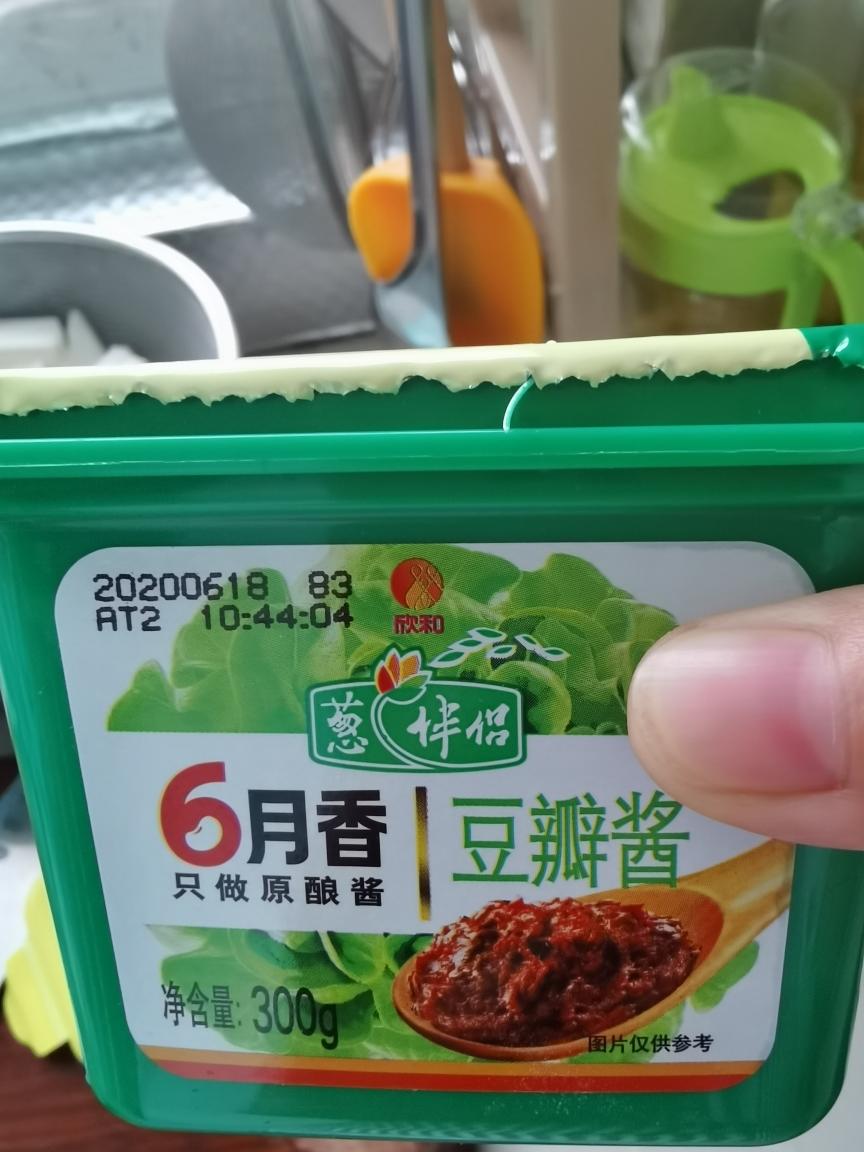 20200618 83
AT2 10:44:04
欣和
葱伴侣
6月香
豆瓣酱
只做原酿酱
净含量: 300g
图片仅供参考